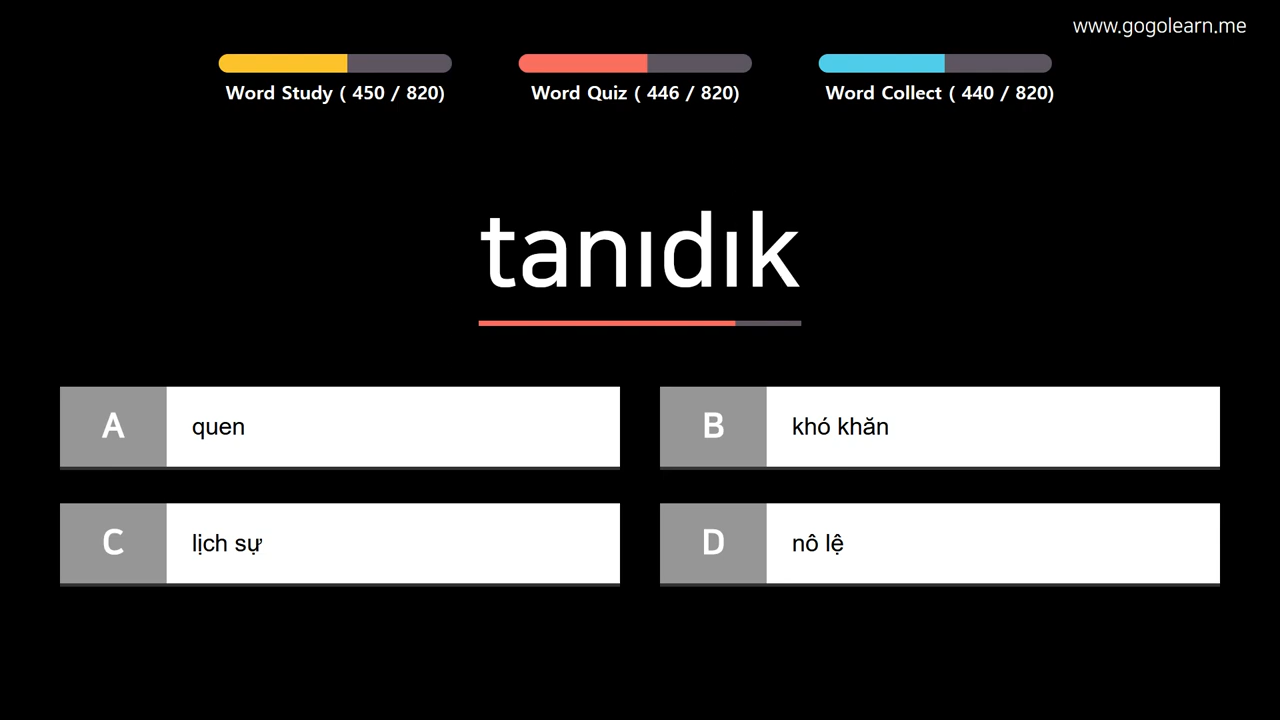 www.gogolearn.me
Word Study ( 450 / 820)
Word Quiz ( 446 / 820)
Word Collect ( 440 / 820)
tanıdık
A
quen
B
khó khăn
C
lịch sự
D
nô lệ